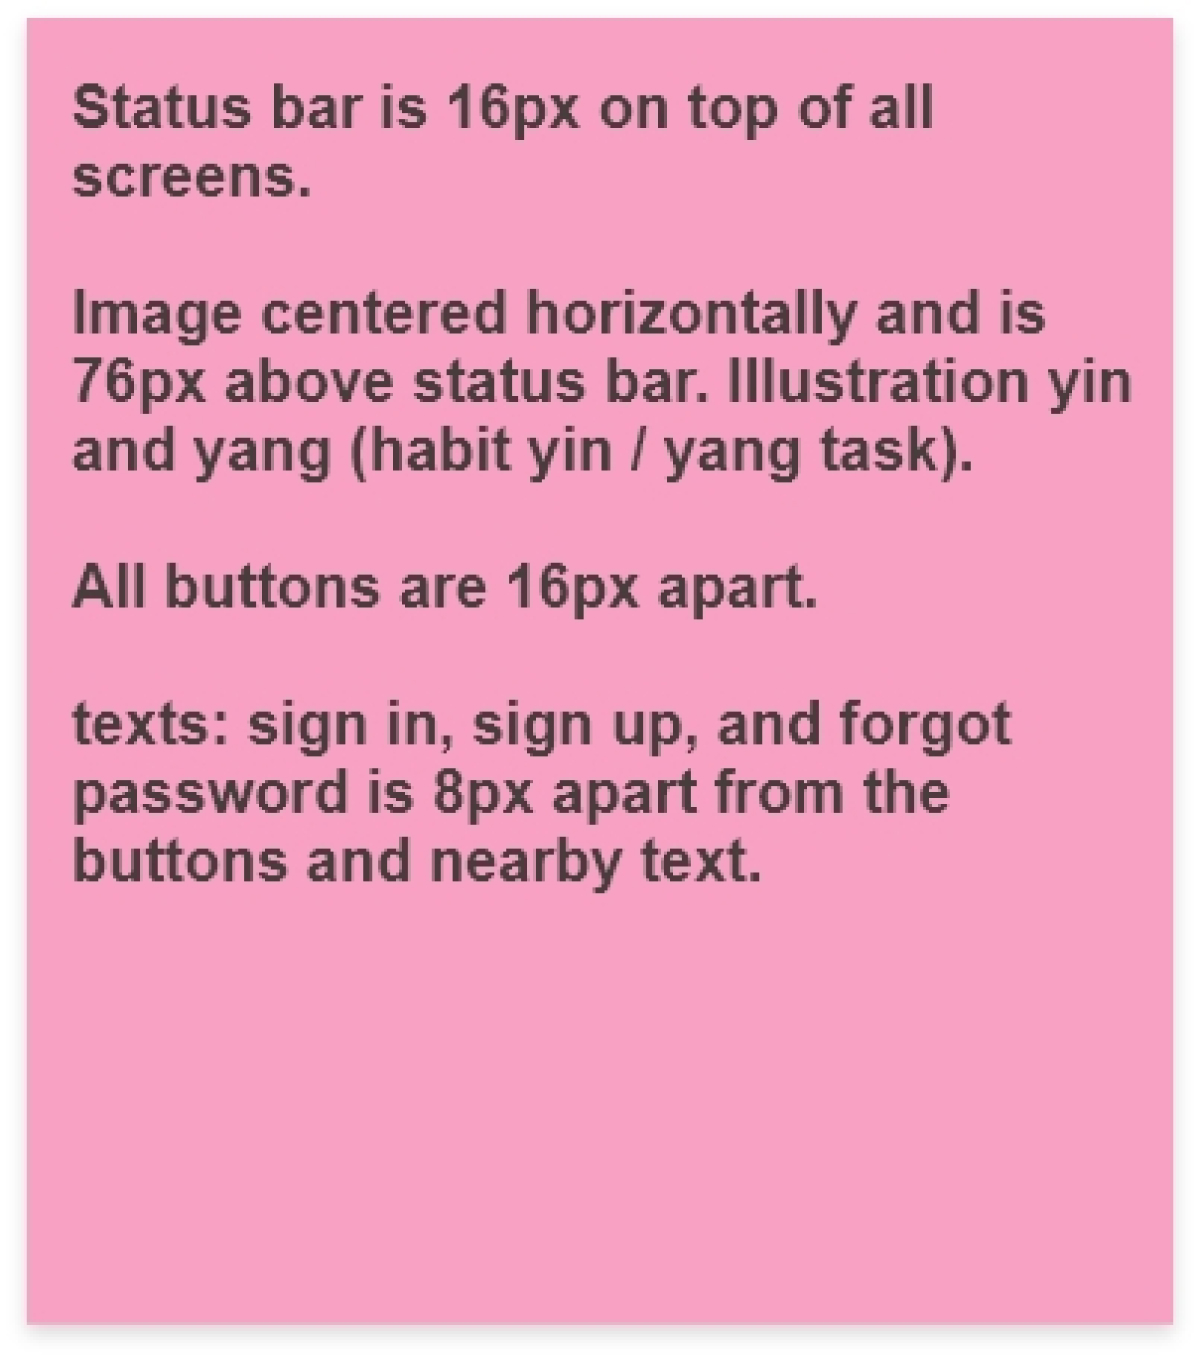 Status bar is 16px on top of all
screens.
Image centered horizontally and is
76px above status bar. Illustration yin
and yang (habit yin / yang task).
All buttons are 16px apart.
texts: sign in, sign up, and forgot
password is 8px apart from the
buttons and nearby text.